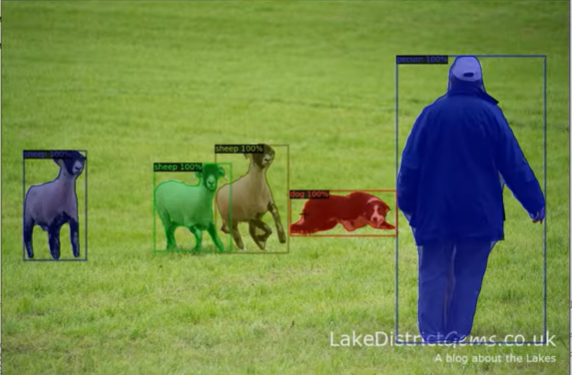 person 100%
sheep 100%
sheep 100%
sheep 100%
dog 100%
LakeDistrictGems.co.uk
A blog about the Lakes